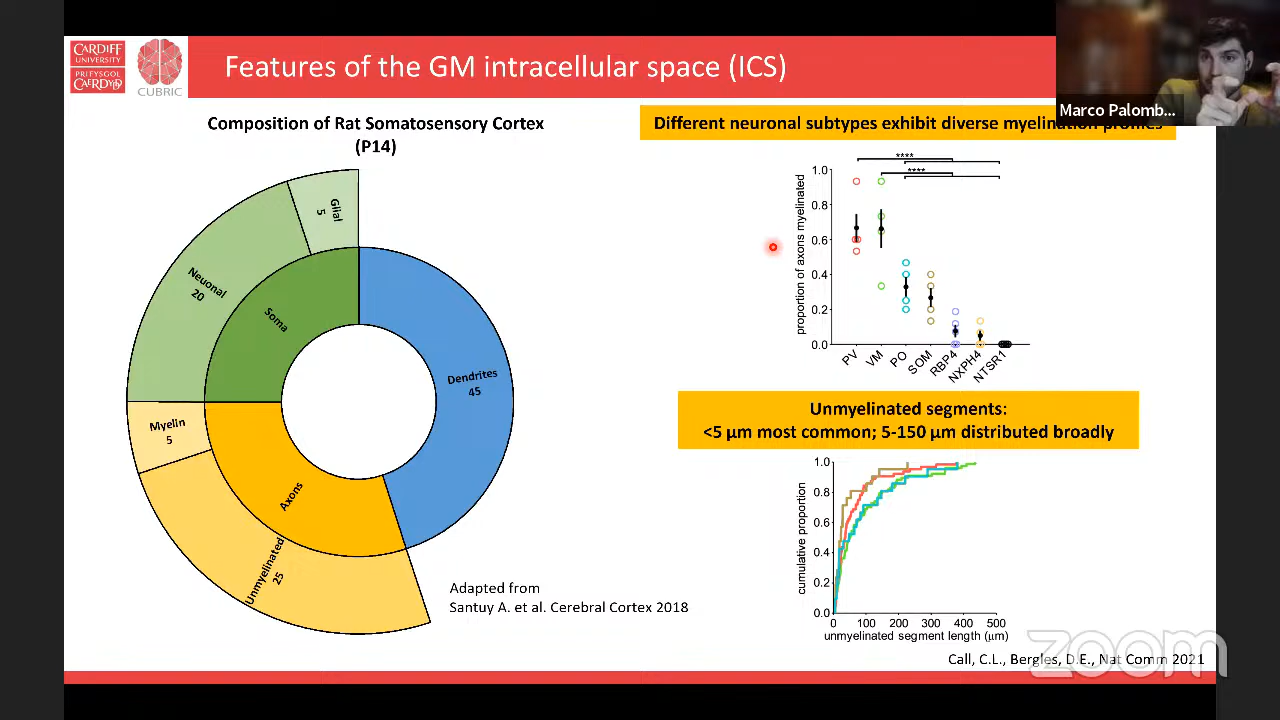 CARDIFF
UNIVERSITY
PRIFYSGOL
CAERDYDD
CUBRIC
Features of the GM intracellular space (ICS)
Marco Palomb...
Composition of Rat Somatosensory Cortex
(P14)
Glial
5
Neuonal
20
Soma
Dendrites
45
Myelin
5
Axons
Unmyelinated
25
Adapted from
Santuy A. et al. Cerebral Cortex 2018
Different neuronal subtypes exhibit diverse myelination profiles
****
****
proportion of axons myelinated
1.0
0.8
0.6
0.4
0.2
0.0
PV
VM
PO
SOM
RBP4
NXPH4
NTSR1
Unmyelinated segments:
<5 μm most common; 5-150 μm distributed broadly
cumulative proportion
1.0
0.8
0.6
0.4
0.2
0.0
0 100 200 300 400 500
unmyelinated segment length (μm)
zoom
Call, C.L., Bergles, D.E., Nat Comm 2021